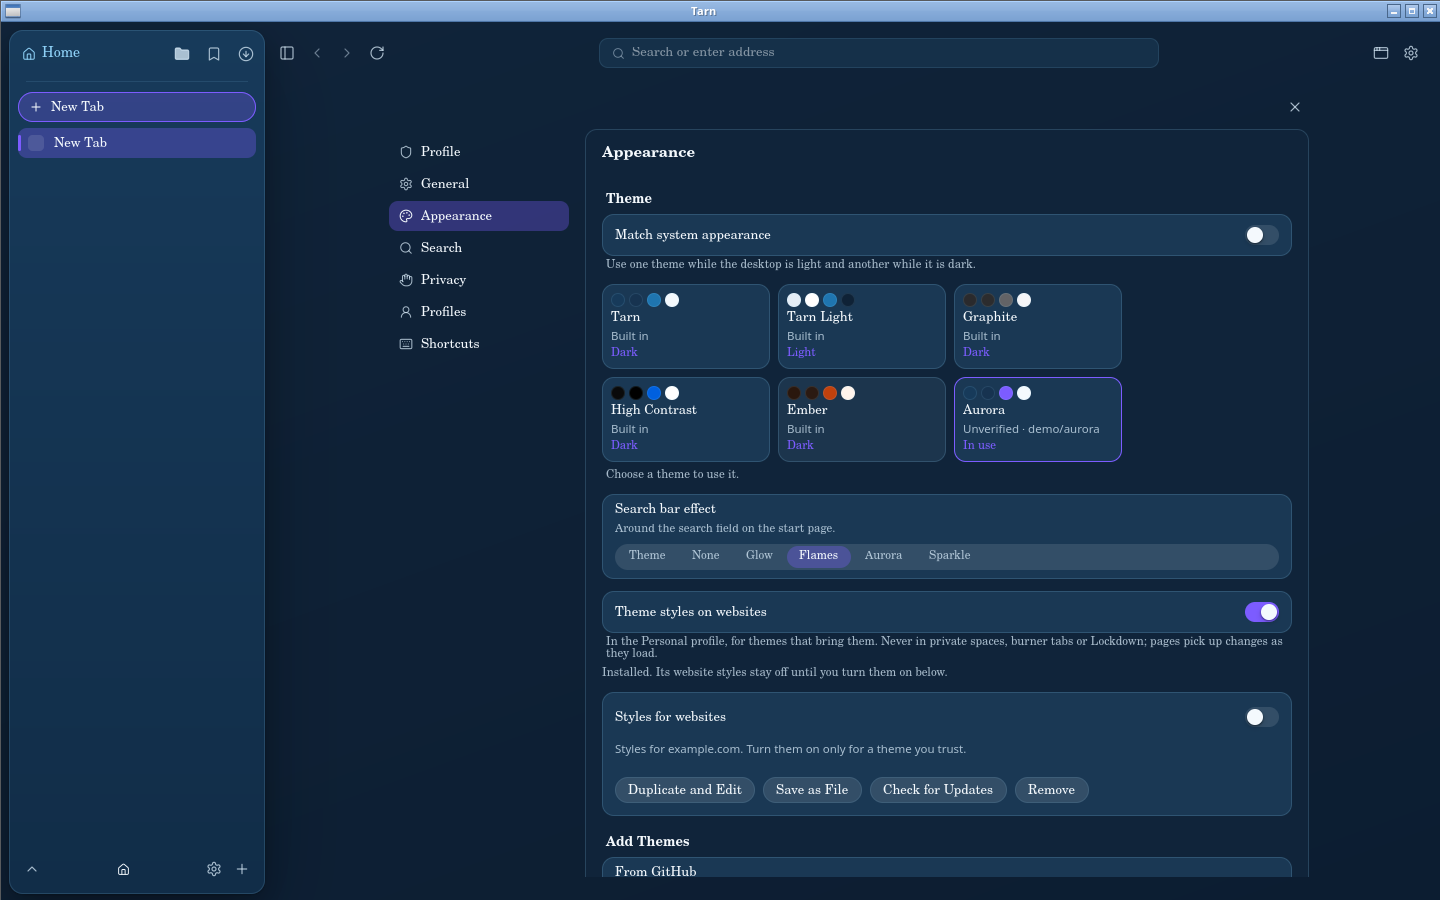 Tarn
Home
Search or enter address
New Tab
New Tab
Profile
General
Appearance
Search
Privacy
Profiles
Shortcuts
Appearance
Theme
Match system appearance
Use one theme while the desktop is light and another while it is dark.
Tarn
Built in
Dark
Tarn Light
Built in
Light
Graphite
Built in
Dark
High Contrast
Built in
Dark
Ember
Built in
Dark
Aurora
Unverified · demo/aurora
In use
Choose a theme to use it.
Search bar effect
Around the search field on the start page.
Theme None Glow Flames Aurora Sparkle
Theme styles on websites
In the Personal profile, for themes that bring them. Never in private spaces, burner tabs or Lockdown; pages pick up changes as
they load.
Installed. Its website styles stay off until you turn them on below.
Styles for websites
Styles for example.com. Turn them on only for a theme you trust.
Duplicate and Edit Save as File Check for Updates Remove
Add Themes
From GitHub